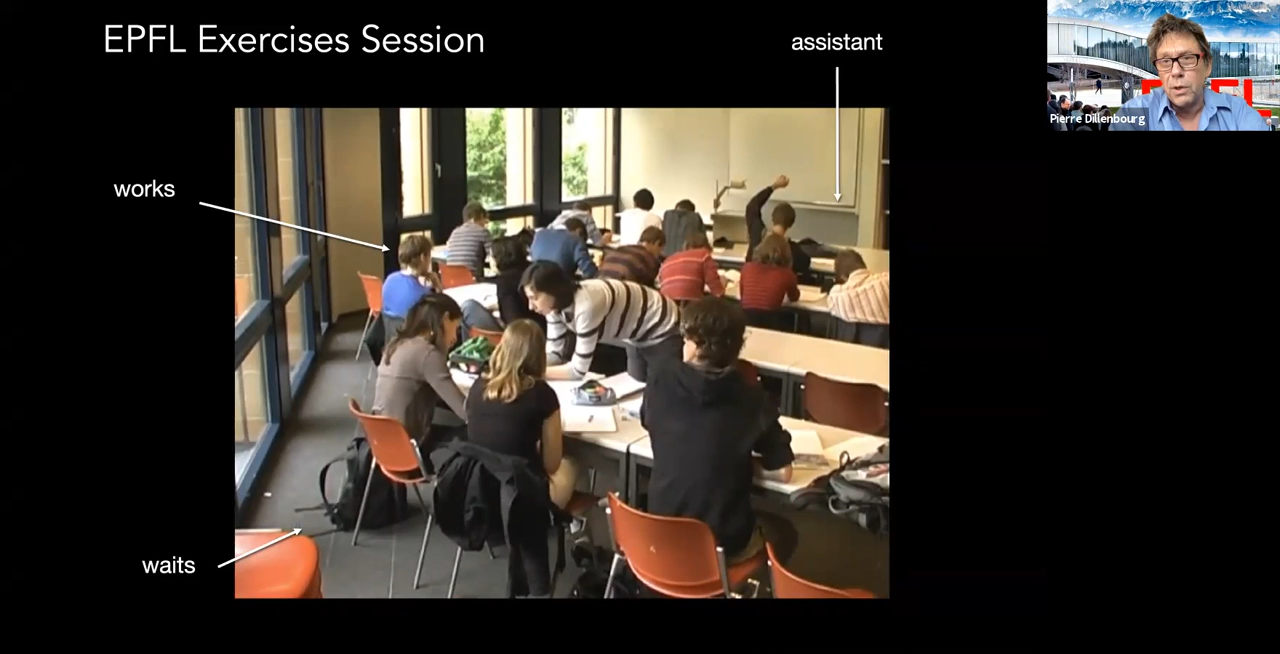 EPFL Exercises Session
assistant
works
waits
Pierre Dillenbourg